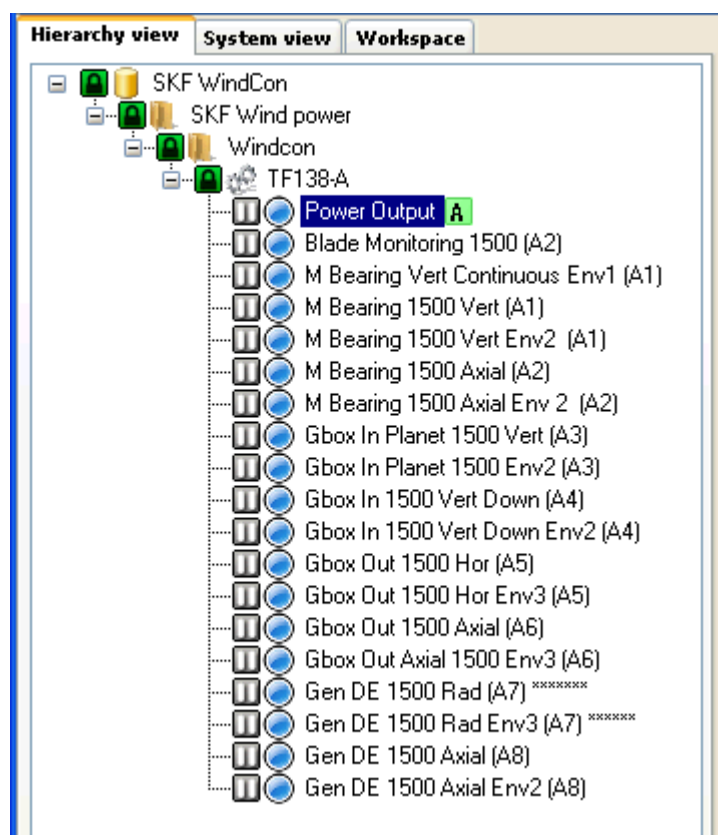 Hierarchy view System view Workspace
SKF WindCon
SKF Wind power
Windcon
TF138-A
Power Output A
Blade Monitoring 1500 (A2)
M Bearing Vert Continuous Env1 (A1)
M Bearing 1500 Vert (A1)
M Bearing 1500 Vert Env2  (A1)
M Bearing 1500 Axial (A2)
M Bearing 1500 Axial Env 2  (A2)
Gbox In Planet 1500 Vert (A3)
Gbox In Planet 1500 Env2 (A3)
Gbox In 1500 Vert Down (A4)
Gbox In 1500 Vert Down Env2 (A4)
Gbox Out 1500 Hor (A5)
Gbox Out 1500 Hor Env3 (A5)
Gbox Out 1500 Axial (A6)
Gbox Out Axial 1500 Env3 (A6)
Gen DE 1500 Rad (A7) *******
Gen DE 1500 Rad Env3 (A7) ******
Gen DE 1500 Axial (A8)
Gen DE 1500 Axial Env2 (A8)